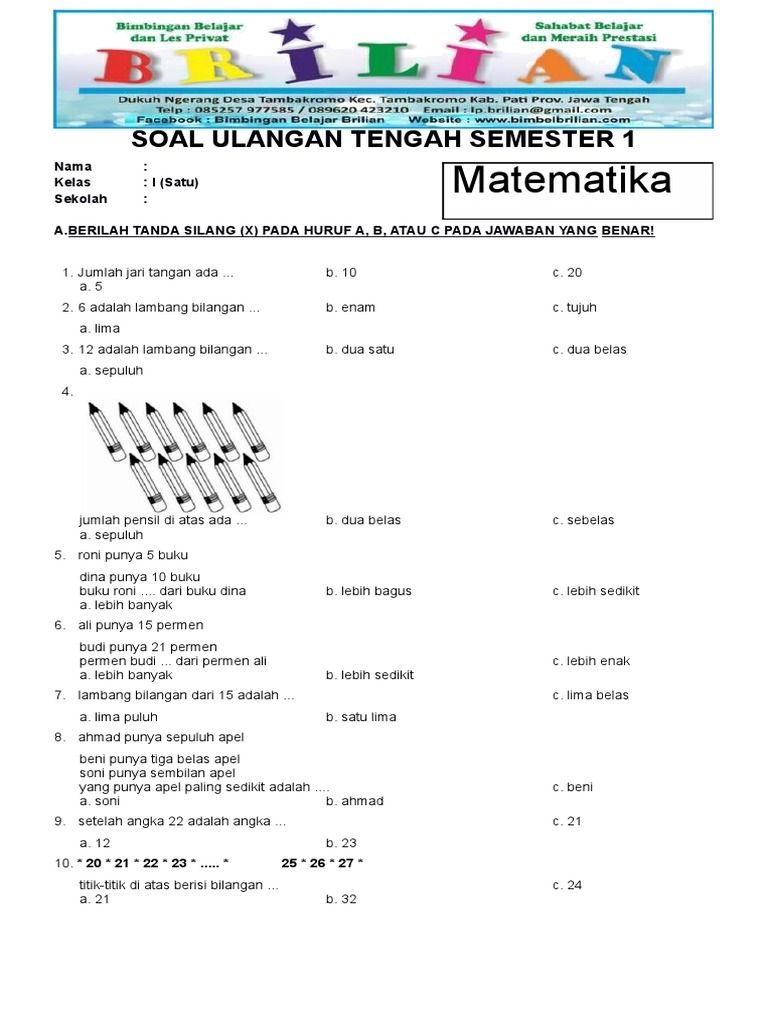 Bimbingan Belajar
dan Les Privat
Sahabat Belajar
dan Meraih Prestasi
BRILIAN
Dukuh Ngerang Desa Tambakromo Kec. Tambakromo Kab. Pati Prov. Jawa Tengah
Telp : 085257 977585 / 089620 423210 Email : lp.brilian@gmail.com
Facebook : Bimbingan Belajar Brilian Website : www.bimbelbrilian.com
SOAL ULANGAN TENGAH SEMESTER 1
Nama :
Kelas : I (Satu)
Sekolah :
Matematika
A.BERILAH TANDA SILANG (X) PADA HURUF A, B, ATAU C PADA JAWABAN YANG BENAR!
1. Jumlah jari tangan ada ... b. 10 c. 20
a. 5
2. 6 adalah lambang bilangan ... b. enam c. tujuh
a. lima
3. 12 adalah lambang bilangan ... b. dua satu c. dua belas
a. sepuluh
4.
jumlah pensil di atas ada ... b. dua belas c. sebelas
a. sepuluh
5. roni punya 5 buku
dina punya 10 buku
buku roni .... dari buku dina b. lebih bagus c. lebih sedikit
a. lebih banyak
6. ali punya 15 permen
budi punya 21 permen
permen budi ... dari permen ali c. lebih enak
a. lebih banyak b. lebih sedikit
7. lambang bilangan dari 15 adalah ... c. lima belas
a. lima puluh b. satu lima
8. ahmad punya sepuluh apel
beni punya tiga belas apel
soni punya sembilan apel
yang punya apel paling sedikit adalah .... c. beni
a. soni b. ahmad
9. setelah angka 22 adalah angka ... c. 21
a. 12 b. 23
10. * 20 * 21 * 22 * 23 * ..... * 25 * 26 * 27 *
titik-titik di atas berisi bilangan ... c. 24
a. 21 b. 32